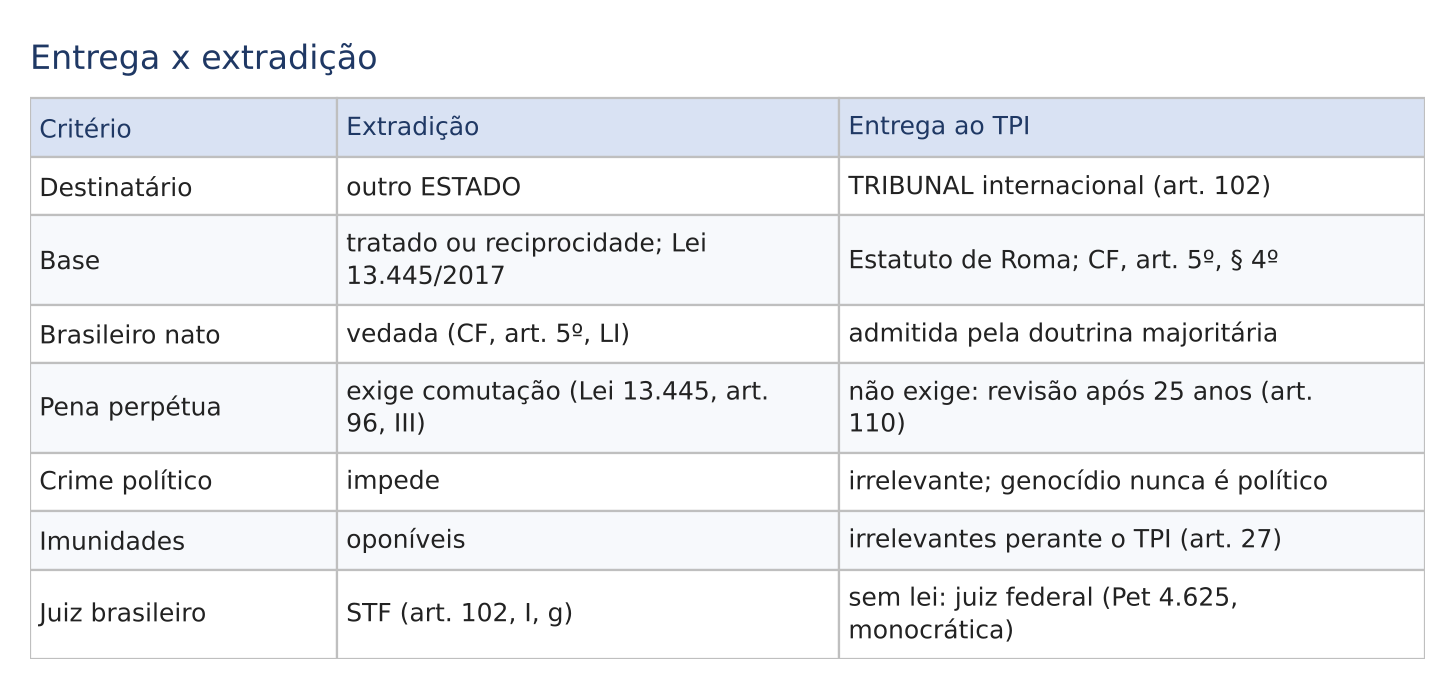 Entrega x extradição
Critério
Extradição
Entrega ao TPI
Destinatário
outro ESTADO
TRIBUNAL internacional (art. 102)
Base
tratado ou reciprocidade; Lei
13.445/2017
Estatuto de Roma; CF, art. 5º, § 4º
Brasileiro nato
vedada (CF, art. 5º, LI)
admitida pela doutrina majoritária
Pena perpétua
exige comutação (Lei 13.445, art.
96, III)
não exige: revisão após 25 anos (art.
110)
Crime político
impede
irrelevante; genocídio nunca é político
Imunidades
oponíveis
irrelevantes perante o TPI (art. 27)
Juiz brasileiro
STF (art. 102, I, g)
sem lei: juiz federal (Pet 4.625,
monocrática)